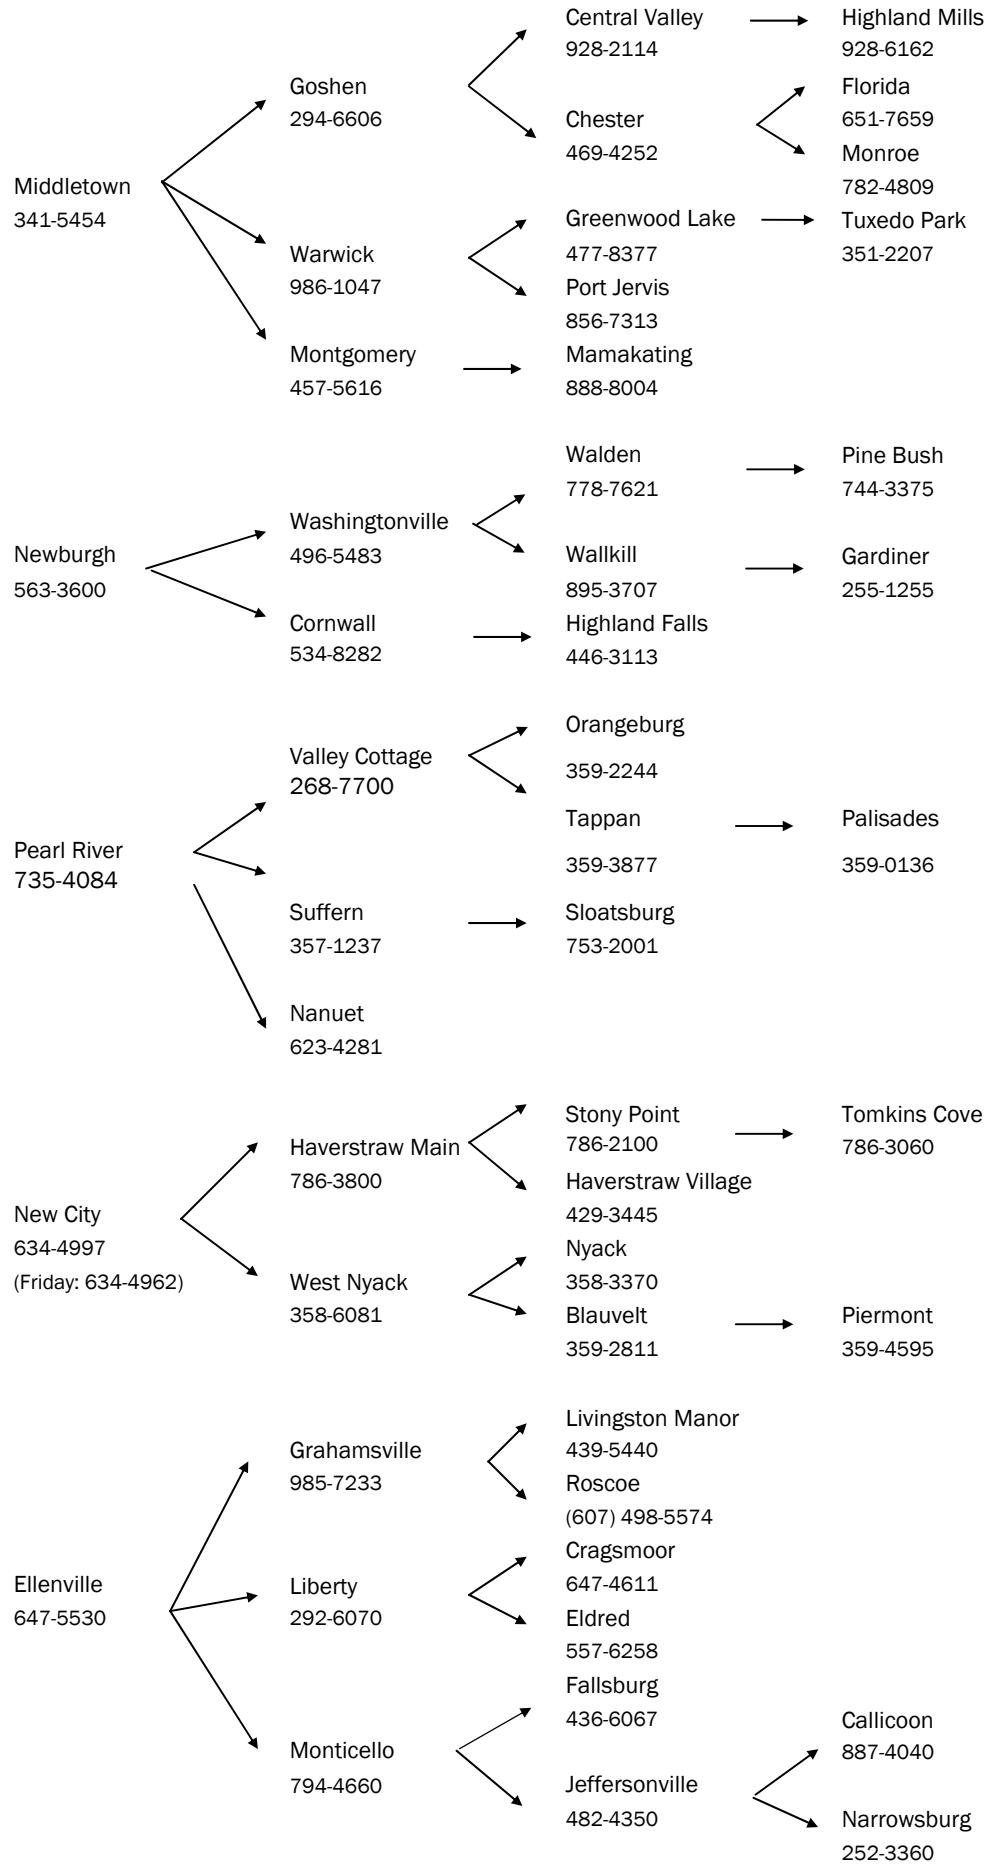 Central Valley
928-2114
Highland Mills
928-6162
Goshen
294-6606
Florida
651-7659
Chester
469-4252
Monroe
782-4809
Middletown
341-5454
Greenwood Lake
477-8377
Tuxedo Park
351-2207
Warwick
986-1047
Port Jervis
856-7313
Montgomery
457-5616
Mamakating
888-8004
Walden
778-7621
Pine Bush
744-3375
Washingtonville
496-5483
Newburgh
563-3600
Wallkill
895-3707
Gardiner
255-1255
Cornwall
534-8282
Highland Falls
446-3113
Orangeburg
359-2244
Valley Cottage
268-7700
Tappan
359-3877
Palisades
359-0136
Pearl River
735-4084
Suffern
357-1237
Sloatsburg
753-2001
Nanuet
623-4281
Stony Point
786-2100
Tomkins Cove
786-3060
Haverstraw Main
786-3800
Haverstraw Village
429-3445
New City
634-4997
(Friday: 634-4962)
Nyack
358-3370
West Nyack
358-6081
Blauvelt
359-2811
Piermont
359-4595
Livingston Manor
439-5440
Grahamsville
985-7233
Roscoe
(607) 498-5574
Cragsmoor
647-4611
Ellenville
647-5530
Liberty
292-6070
Eldred
557-6258
Fallsburg
436-6067
Callicoon
887-4040
Monticello
794-4660
Jeffersonville
482-4350
Narrowsburg
252-3360